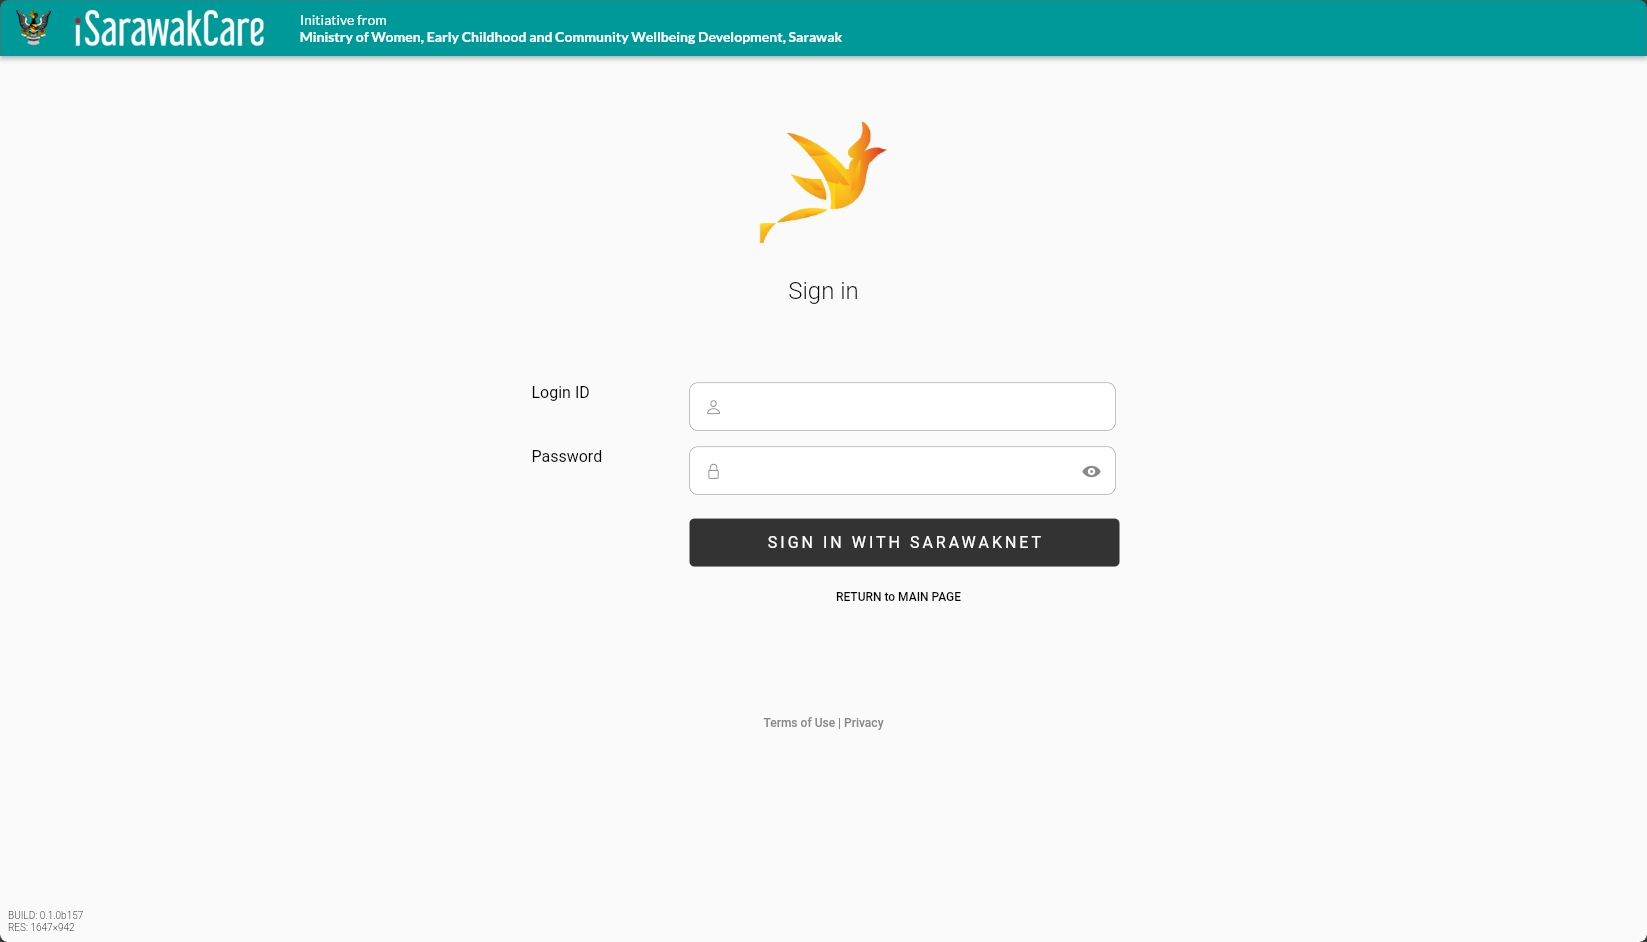 iSarawakCare
Initiative from
Ministry of Women, Early Childhood and Community Wellbeing Development, Sarawak
Sign in
Login ID
Password
SIGN IN WITH SARAWAKNET
RETURN to MAIN PAGE
Terms of Use | Privacy
BUILD: 0.1.0b157
RES: 1647×942